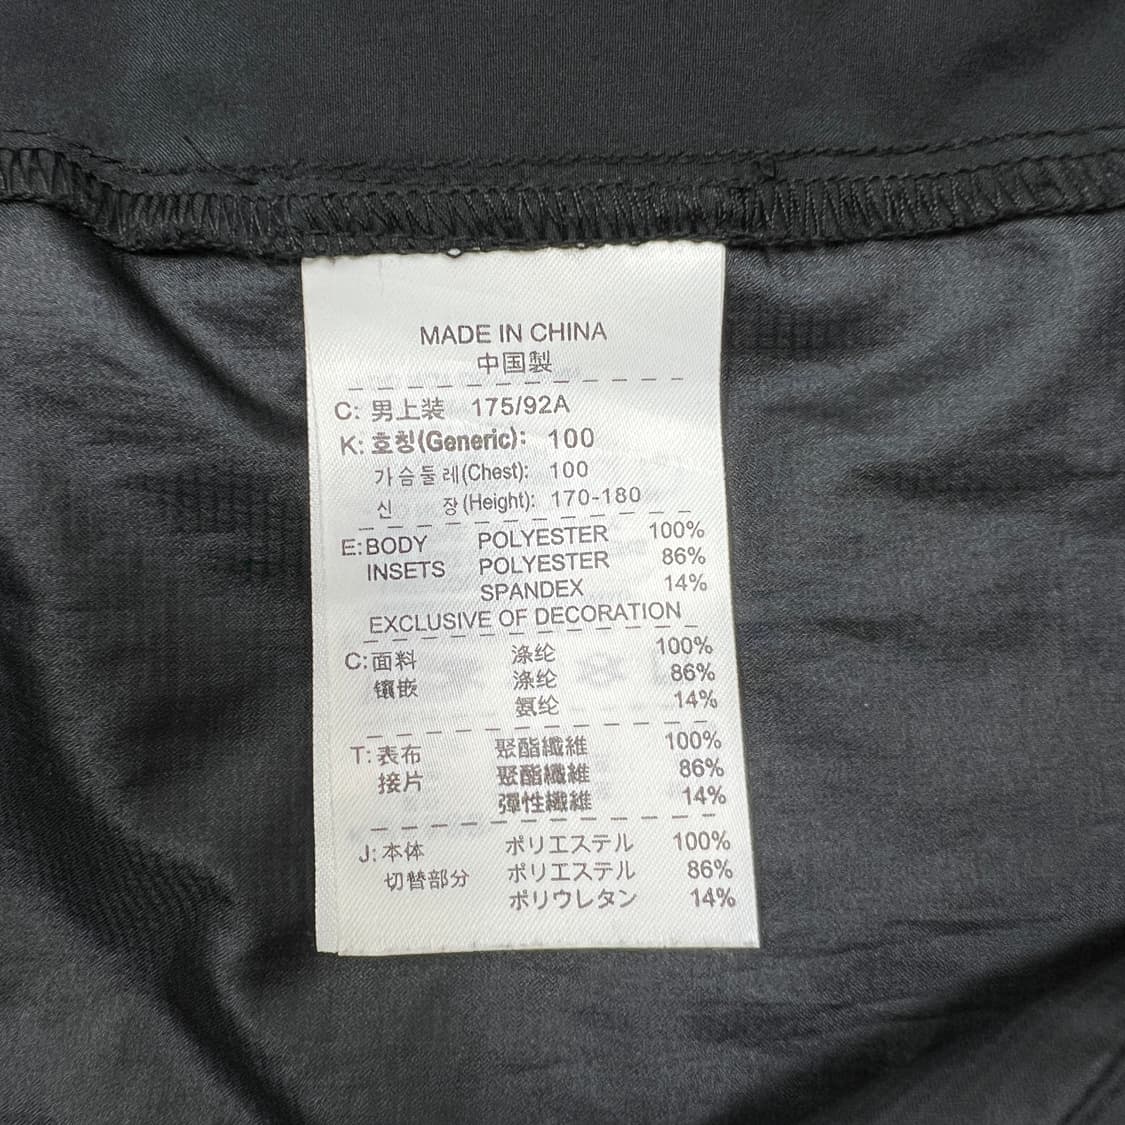 MADE IN CHINA
中国製
C: 男上装 175/92A
K: 호칭(Generic): 100
가슴둘레(Chest): 100
신 장(Height): 170-180
E: BODY POLYESTER 100%
INSETS POLYESTER 86%
SPANDEX 14%
EXCLUSIVE OF DECORATION
C: 面料 涤纶 100%
镶嵌 涤纶 86%
氨纶 14%
T: 表布 聚酯纖維 100%
接片 聚酯纖維 86%
彈性纖維 14%
J: 本体 ポリエステル 100%
切替部分 ポリエステル 86%
ポリウレタン 14%